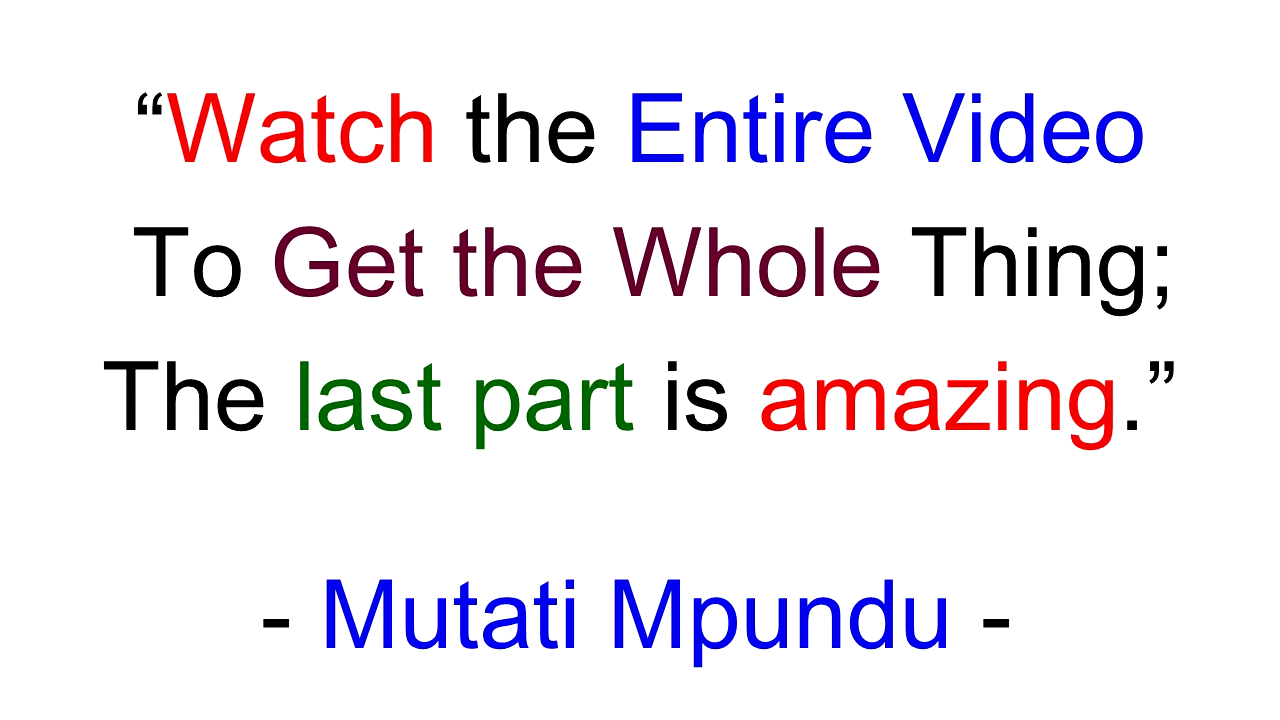 “Watch the Entire Video
To Get the Whole Thing;
The last part is amazing.”
- Mutati Mpundu -